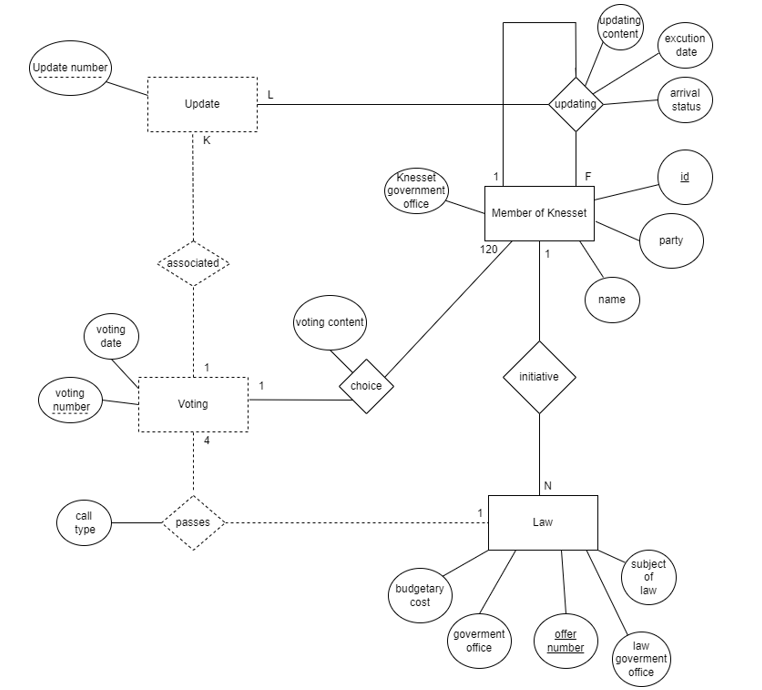 updating
content
excution
date
Update number
Update
L
updating
arrival
status
K
Knesset
government
office
1
F
id
Member of Knesset
party
120
1
associated
name
voting content
voting
date
1
1
initiative
choice
voting
number
Voting
4
N
1
call
type
passes
Law
subject
of
law
budgetary
cost
goverment
office
offer
number
law
goverment
office